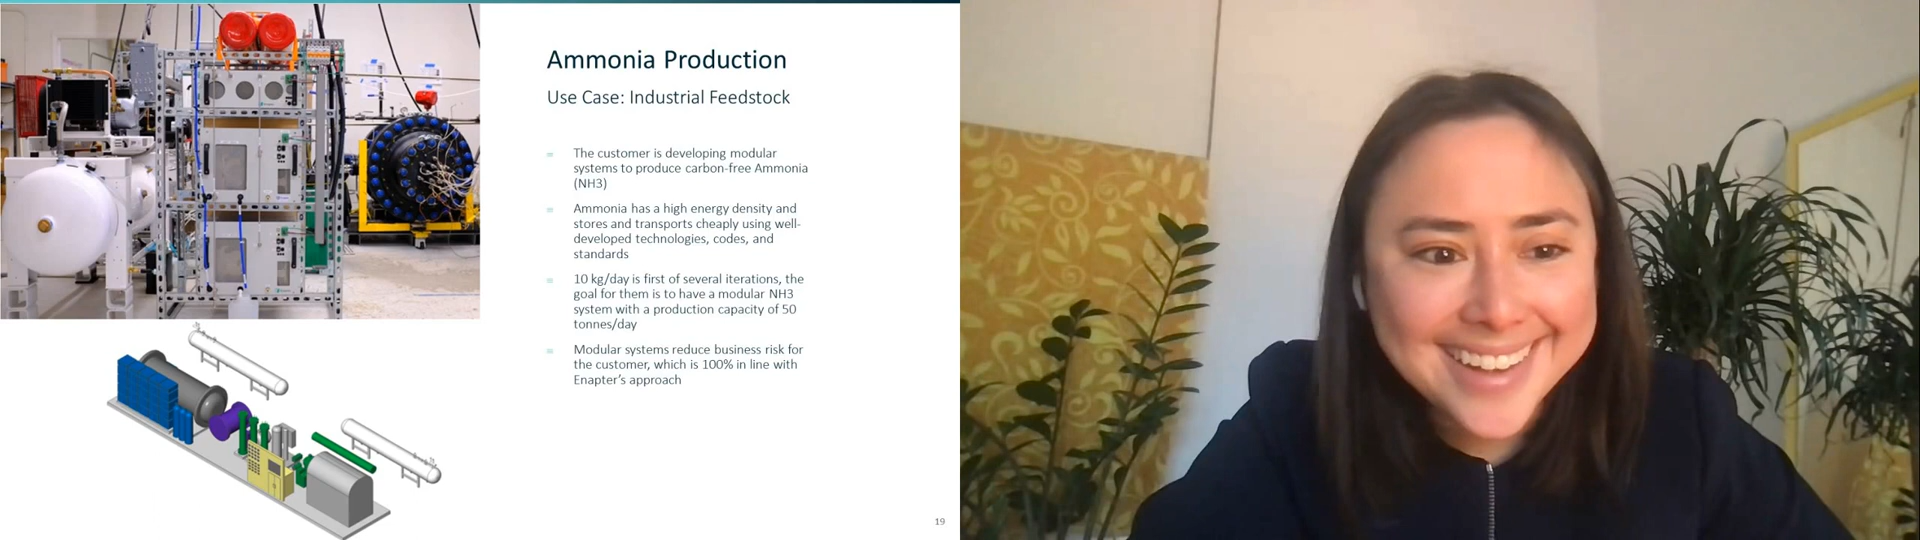 Ammonia Production
Use Case: Industrial Feedstock
The customer is developing modular
systems to produce carbon-free Ammonia
(NH3)
Ammonia has a high energy density and
stores and transports cheaply using well-
developed technologies, codes, and
standards
10 kg/day is first of several iterations, the
goal for them is to have a modular NH3
system with a production capacity of 50
tonnes/day
Modular systems reduce business risk for
the customer, which is 100% in line with
Enapter's approach
19